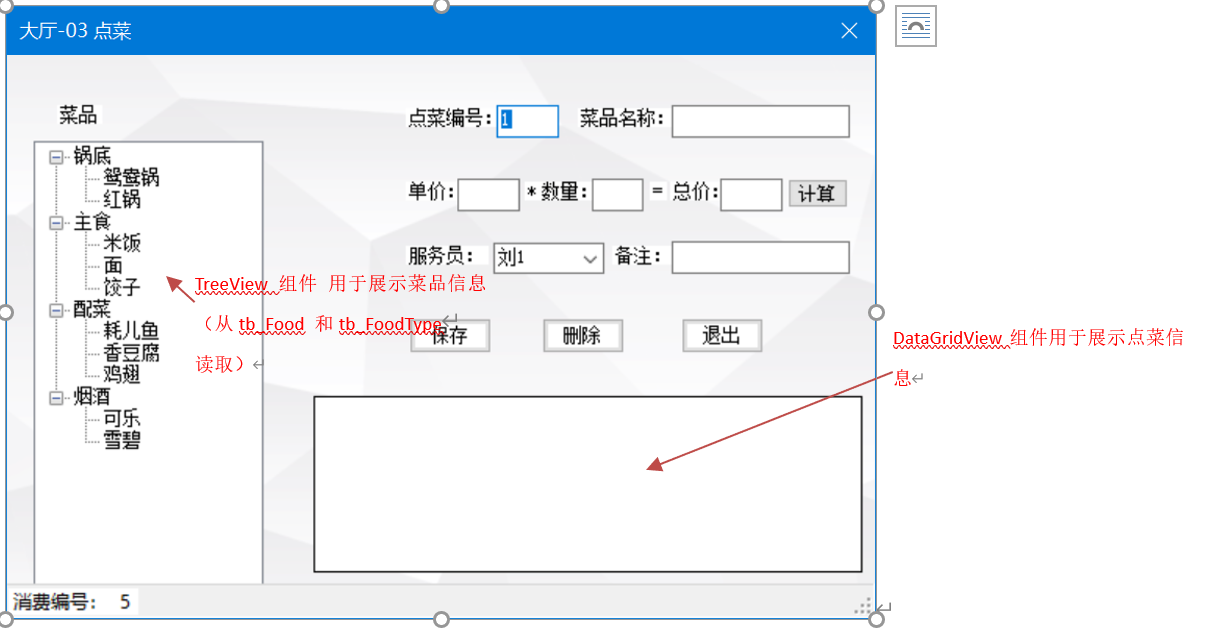 大厅-03 点菜
菜品
点菜编号: 1 菜品名称:
锅底
鸳鸯锅
红锅
主食
米饭
面
饺子
配菜
耗儿鱼
香豆腐
鸡翅
烟酒
可乐
雪碧
单价: * 数量: = 总价: 计算
服务员: 刘1 备注:
TreeView 组件 用于展示菜品信息
（从 tb_Food 和 tb_FoodType
读取）
保存 删除 退出
DataGridView 组件用于展示点菜信
息
消费编号: 5